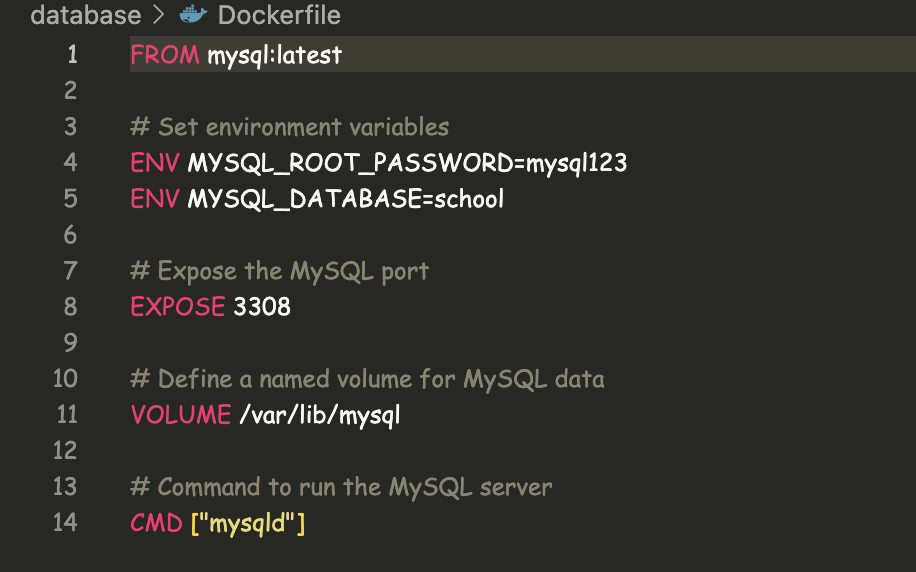 database > Dockerfile
1 FROM mysql:latest
2
3 # Set environment variables
4 ENV MYSQL_ROOT_PASSWORD=mysql123
5 ENV MYSQL_DATABASE=school
6
7 # Expose the MySQL port
8 EXPOSE 3308
9
10 # Define a named volume for MySQL data
11 VOLUME /var/lib/mysql
12
13 # Command to run the MySQL server
14 CMD ["mysqld"]